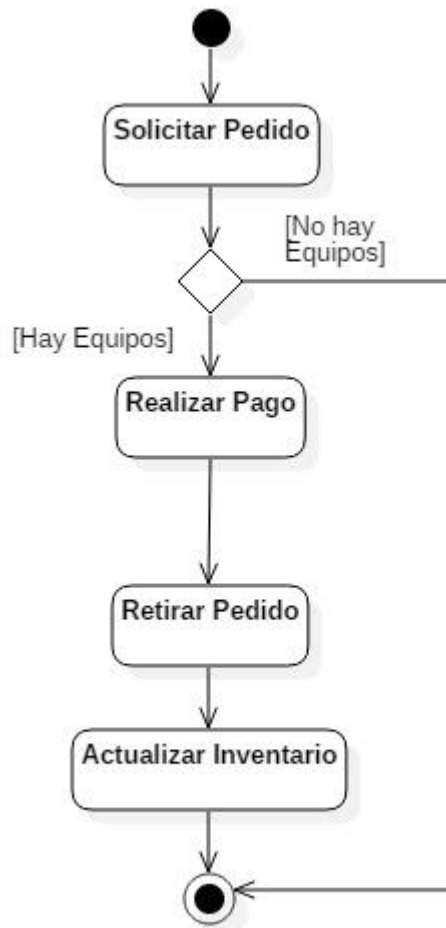 Solicitar Pedido
[No hay
Equipos]
[Hay Equipos]
Realizar Pago
Retirar Pedido
Actualizar Inventario